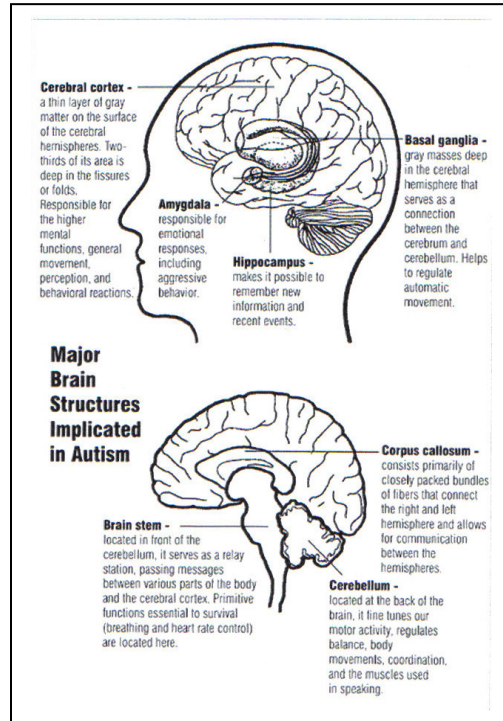 Cerebral cortex -
a thin layer of gray
matter on the surface
of the cerebral
hemispheres. Two-
thirds of its area is
deep in the fissures
or folds.
Responsible for
the higher
mental
functions, general
movement,
perception, and
behavioral reactions.
Amygdala -
responsible for
emotional
responses,
including
aggressive
behavior.
Hippocampus -
makes it possible to
remember new
information and
recent events.
Basal ganglia -
gray masses deep
in the cerebral
hemisphere that
serves as a
connection
between the
cerebrum and
cerebellum. Helps
to regulate
automatic
movement.
Major
Brain
Structures
Implicated
in Autism
Corpus callosum -
consists primarily of
closely packed bundles
of fibers that connect
the right and left
hemisphere and allows
for communication
between the
hemispheres.
Brain stem -
located in front of the
cerebellum, it serves as a relay
station, passing messages
between various parts of the body
and the cerebral cortex. Primitive
functions essential to survival
(breathing and heart rate control)
are located here.
Cerebellum -
located at the back of the
brain, it fine tunes our
motor activity, regulates
balance, body
movements, coordination,
and the muscles used
in speaking.